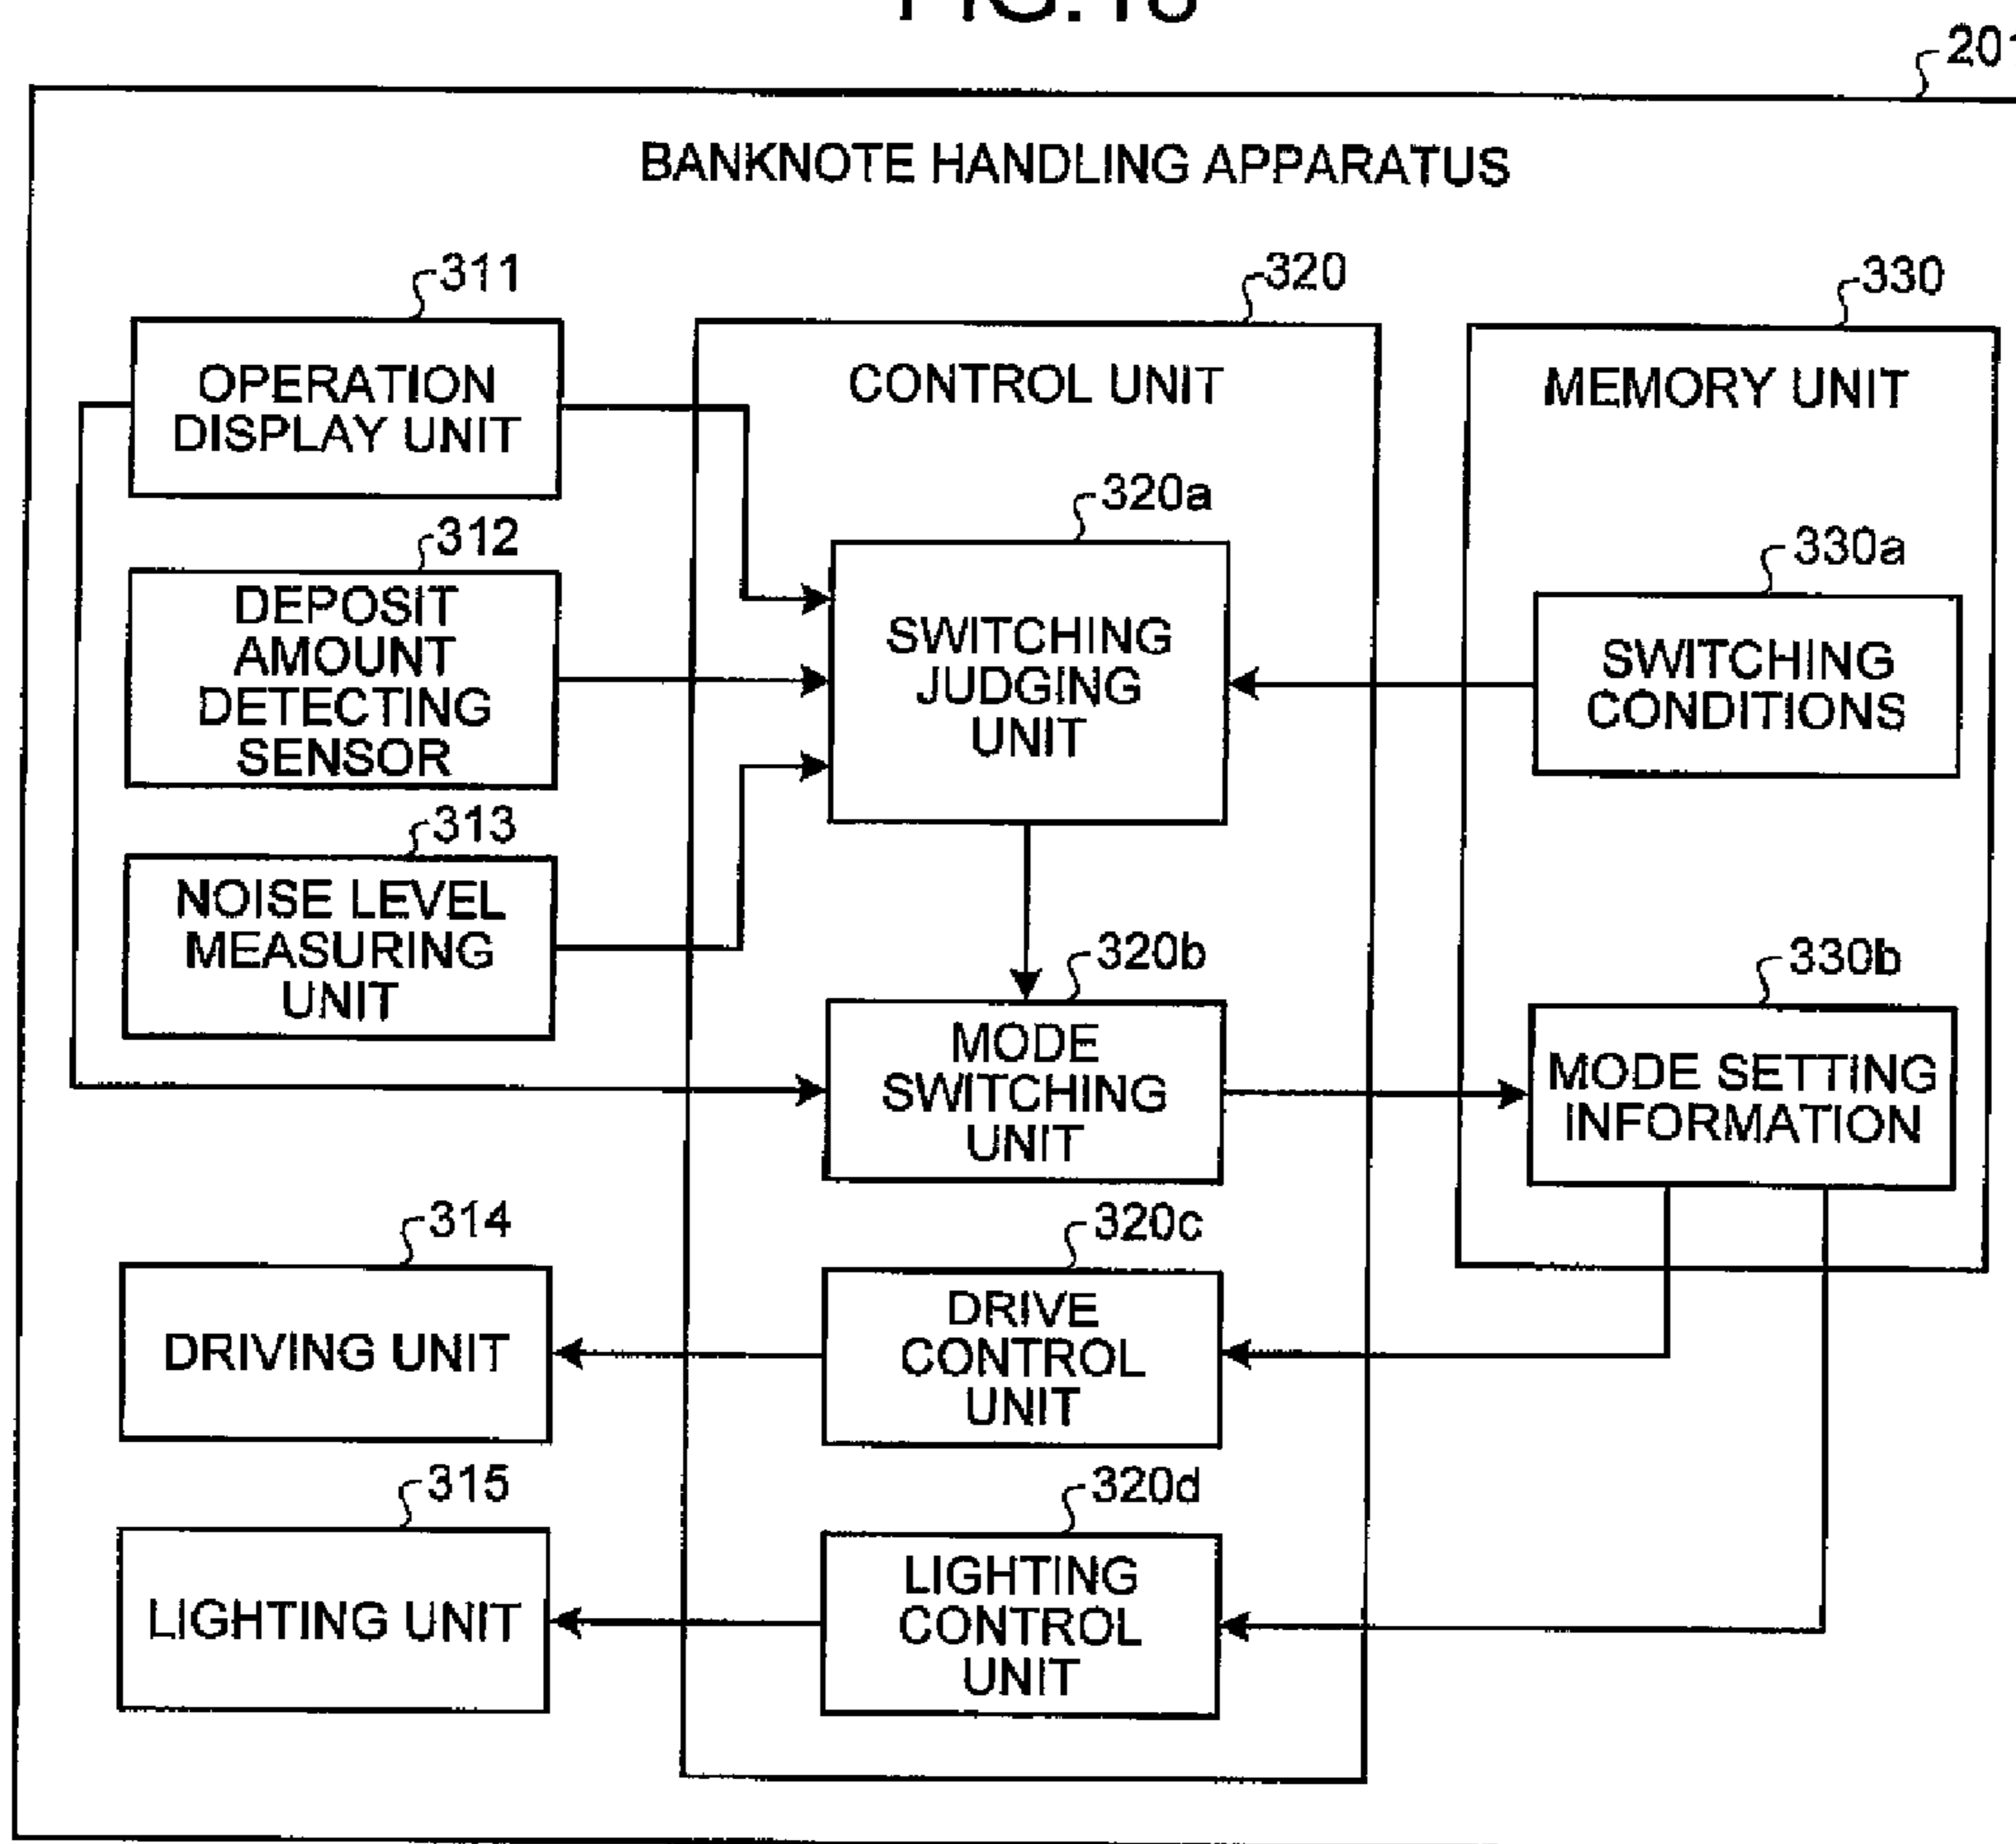 201
BANKNOTE HANDLING APPARATUS
311
320
330
OPERATION
DISPLAY UNIT
CONTROL UNIT
MEMORY UNIT
312
320a
330a
DEPOSIT
AMOUNT
DETECTING
SENSOR
SWITCHING
JUDGING
UNIT
SWITCHING
CONDITIONS
313
320b
330b
NOISE LEVEL
MEASURING
UNIT
MODE
SWITCHING
UNIT
MODE SETTING
INFORMATION
314
320c
DRIVING UNIT
DRIVE
CONTROL
UNIT
315
320d
LIGHTING UNIT
LIGHTING
CONTROL
UNIT